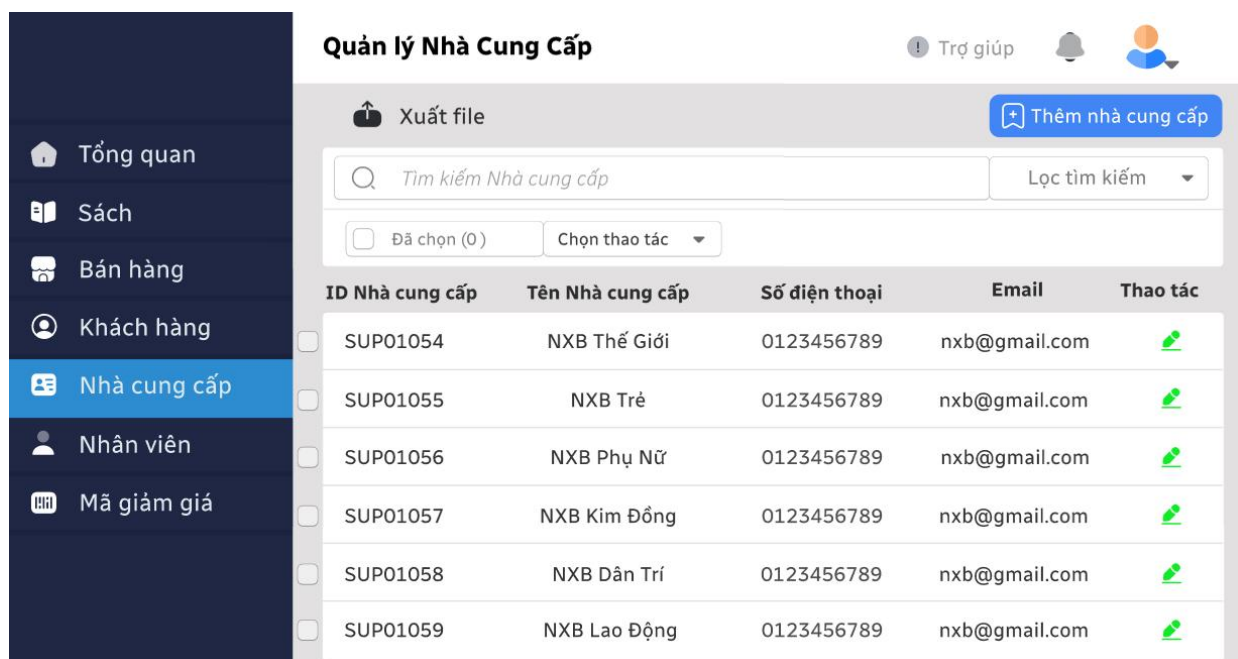 Quản lý Nhà Cung Cấp
Trợ giúp
Xuất file
Thêm nhà cung cấp
Tổng quan
Sách
Bán hàng
Khách hàng
Nhà cung cấp
Nhân viên
Mã giảm giá
Tìm kiếm Nhà cung cấp
Lọc tìm kiếm
Đã chọn (0)
Chọn thao tác
ID Nhà cung cấp Tên Nhà cung cấp Số điện thoại Email Thao tác
SUP01054 NXB Thế Giới 0123456789 nxb@gmail.com
SUP01055 NXB Trẻ 0123456789 nxb@gmail.com
SUP01056 NXB Phụ Nữ 0123456789 nxb@gmail.com
SUP01057 NXB Kim Đồng 0123456789 nxb@gmail.com
SUP01058 NXB Dân Trí 0123456789 nxb@gmail.com
SUP01059 NXB Lao Động 0123456789 nxb@gmail.com